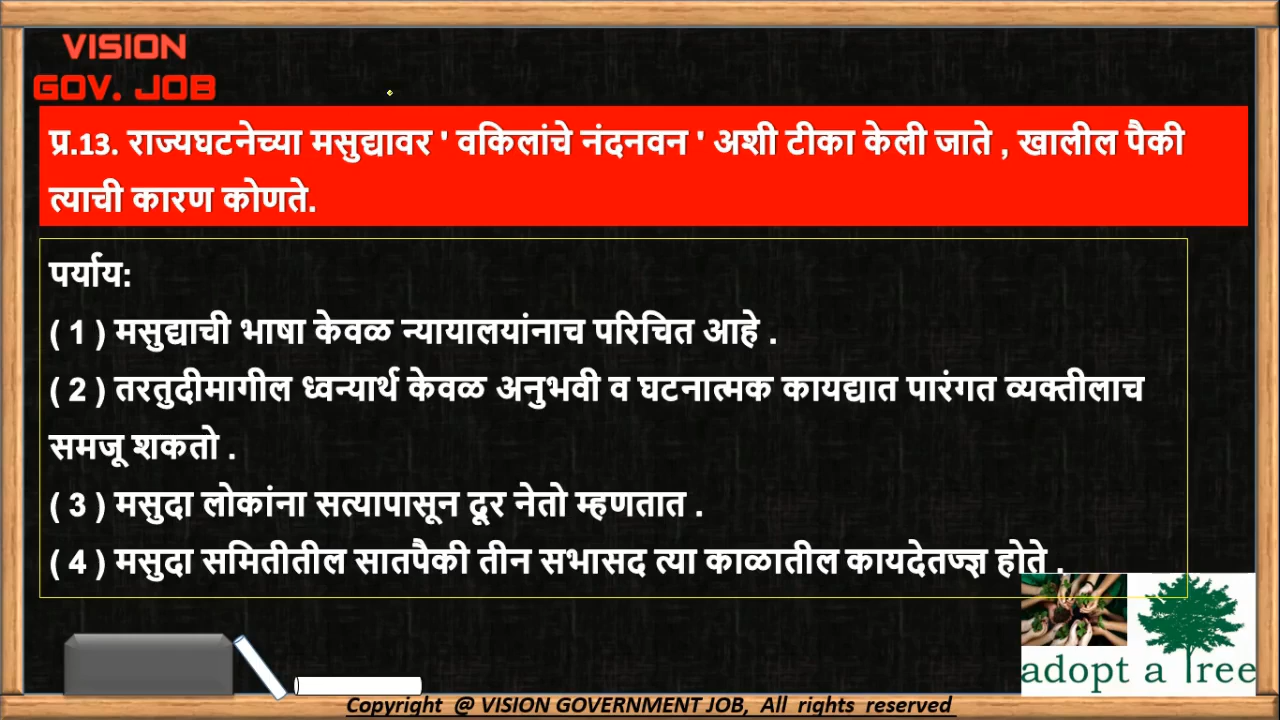 VISION
GOV. JOB
प्र.13. राज्यघटनेच्या मसुद्यावर ' वकिलांचे नंदनवन ' अशी टीका केली जाते , खालील पैकी
त्याची कारण कोणते.
पर्याय:
( 1 ) मसुद्याची भाषा केवळ न्यायालयांनाच परिचित आहे .
( 2 ) तरतुदीमागील ध्वन्यार्थ केवळ अनुभवी व घटनात्मक कायद्यात पारंगत व्यक्तीलाच
समजू शकतो .
( 3 ) मसुदा लोकांना सत्यापासून दूर नेतो म्हणतात .
( 4 ) मसुदा समितीतील सातपैकी तीन सभासद त्या काळातील कायदेतज्ज्ञ होते .
adopt a Tree
Copyright @ VISION GOVERNMENT JOB, All rights reserved